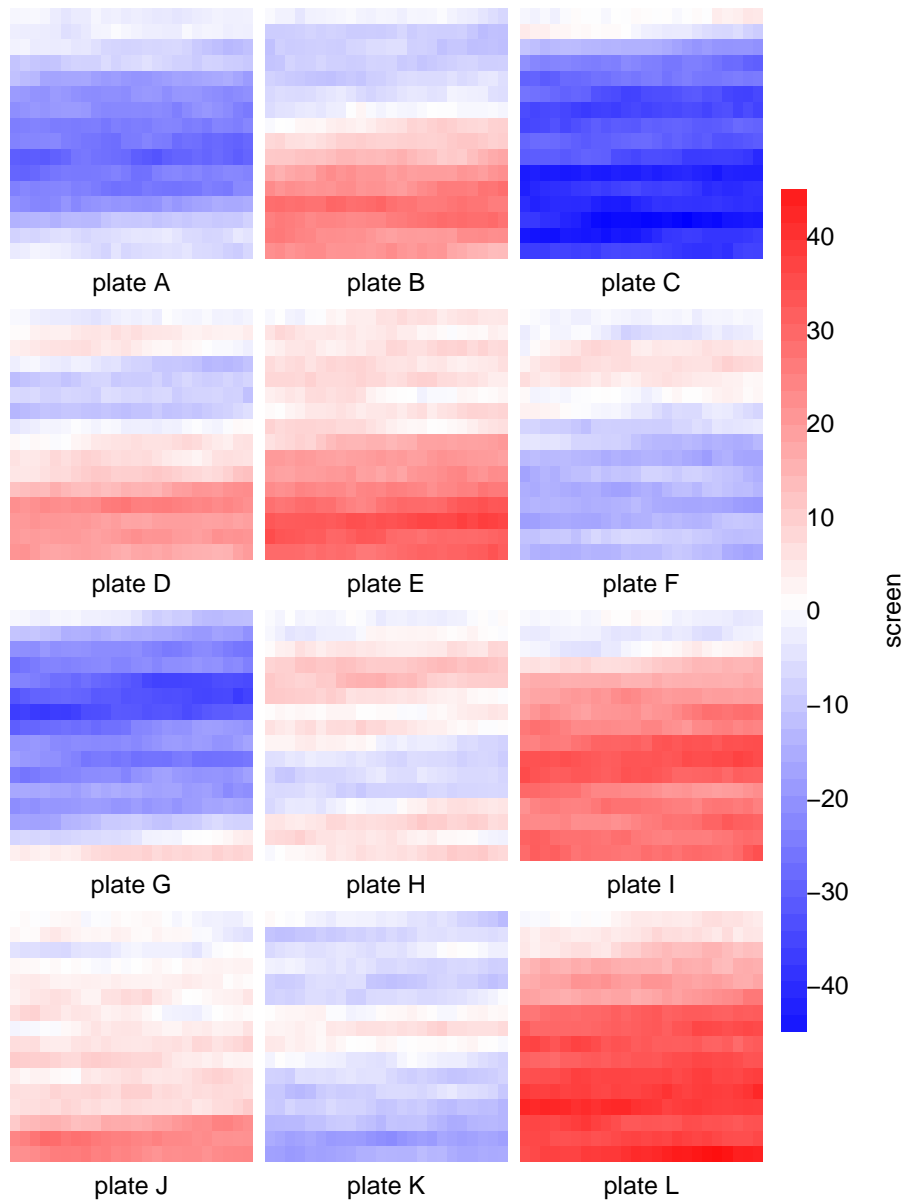 plate A
plate B
plate C
plate D
plate E
plate F
plate G
plate H
plate I
plate J
plate K
plate L
40
30
20
10
0
−10
−20
−30
−40
screen